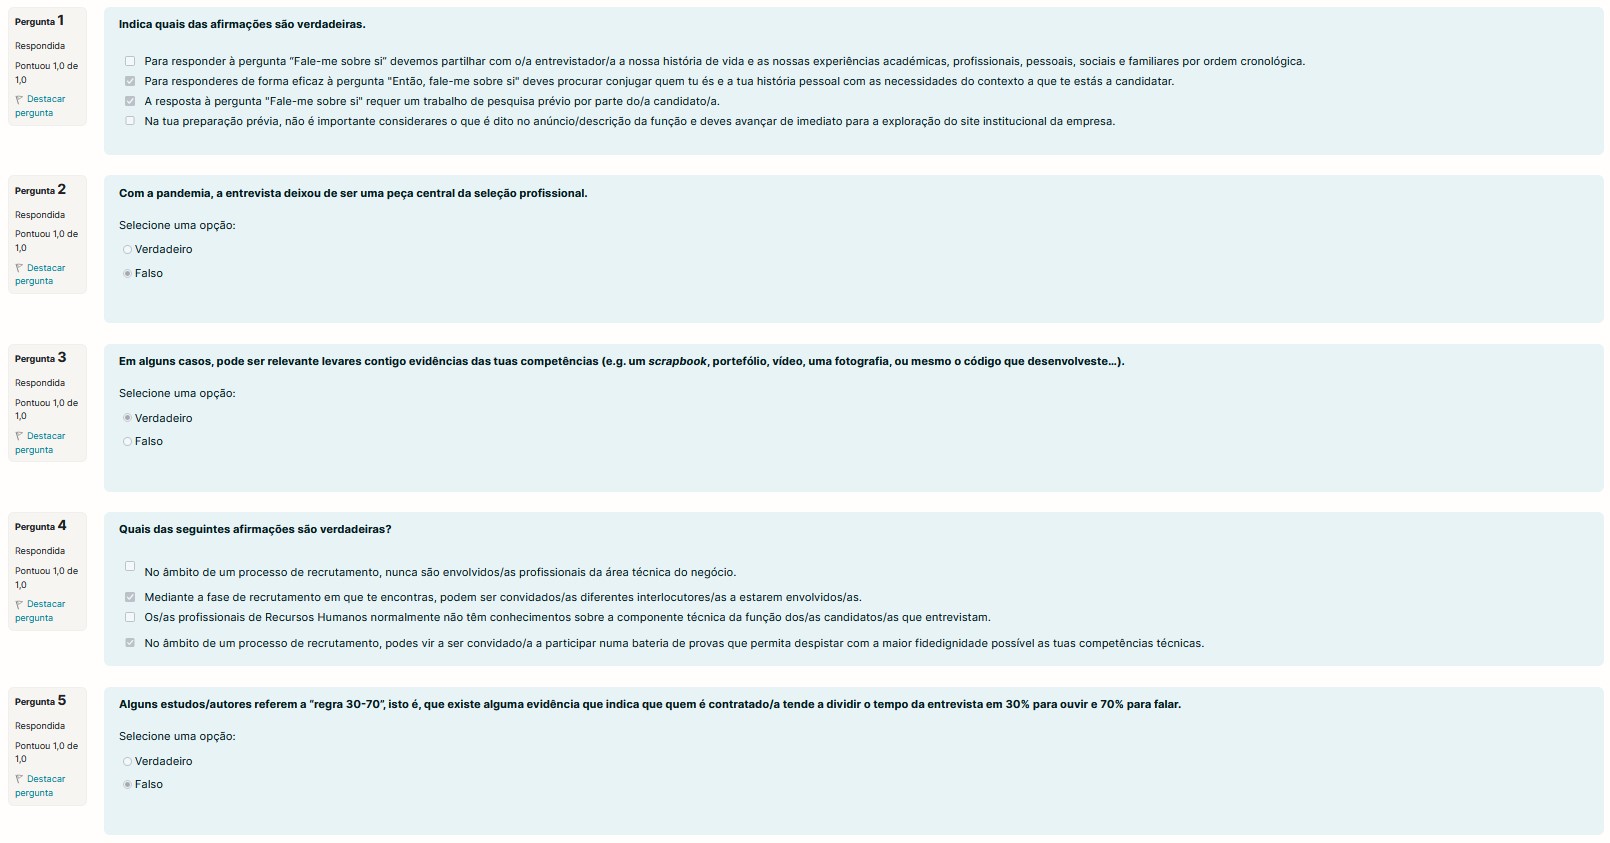 Pergunta 1
Respondida
Pontuou 1,0 de
1,0
Destacar
pergunta
Indica quais das afirmações são verdadeiras.
Para responder à pergunta “Fale-me sobre si” devemos partilhar com o/a entrevistador/a a nossa história de vida e as nossas experiências académicas, profissionais, pessoais, sociais e familiares por ordem cronológica.
Para responderes de forma eficaz à pergunta "Então, fale-me sobre si" deves procurar conjugar quem tu és e a tua história pessoal com as necessidades do contexto a que te estás a candidatar.
A resposta à pergunta "Fale-me sobre si" requer um trabalho de pesquisa prévio por parte do/a candidato/a.
Na tua preparação prévia, não é importante considerares o que é dito no anúncio/descrição da função e deves avançar de imediato para a exploração do site institucional da empresa.
Pergunta 2
Respondida
Pontuou 1,0 de
1,0
Destacar
pergunta
Com a pandemia, a entrevista deixou de ser uma peça central da seleção profissional.
Selecione uma opção:
Verdadeiro
Falso
Pergunta 3
Respondida
Pontuou 1,0 de
1,0
Destacar
pergunta
Em alguns casos, pode ser relevante levares contigo evidências das tuas competências (e.g. um scrapbook, portefólio, vídeo, uma fotografia, ou mesmo o código que desenvolveste…).
Selecione uma opção:
Verdadeiro
Falso
Pergunta 4
Respondida
Pontuou 1,0 de
1,0
Destacar
pergunta
Quais das seguintes afirmações são verdadeiras?
No âmbito de um processo de recrutamento, nunca são envolvidos/as profissionais da área técnica do negócio.
Mediante a fase de recrutamento em que te encontras, podem ser convidados/as diferentes interlocutores/as a estarem envolvidos/as.
Os/as profissionais de Recursos Humanos normalmente não têm conhecimentos sobre a componente técnica da função dos/as candidatos/as que entrevistam.
No âmbito de um processo de recrutamento, podes vir a ser convidado/a a participar numa bateria de provas que permita despistar com a maior fidedignidade possível as tuas competências técnicas.
Pergunta 5
Respondida
Pontuou 1,0 de
1,0
Destacar
pergunta
Alguns estudos/autores referem a “regra 30-70”, isto é, que existe alguma evidência que indica que quem é contratado/a tende a dividir o tempo da entrevista em 30% para ouvir e 70% para falar.
Selecione uma opção:
Verdadeiro
Falso